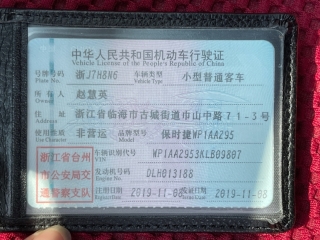 中华人民共和国机动车行驶证
Vehicle License of the People's Republic of China
号牌号码 浙J7H8N6 车辆类型 小型普通客车
Plate No. Vehicle Type
所有人 赵慧英
Owner
住址 浙江省临海市古城街道市山中路71-3号
Address
使用性质 非营运 品牌型号 保时捷WP1AA295
Use Character Model
浙江省台州
市公安局交
通警察支队
车辆识别代号 WP1AA2953KLB09807
VIN
发动机号码 DLH013188
Engine No.
注册日期 2019-11-08 发证日期 2019-11-08